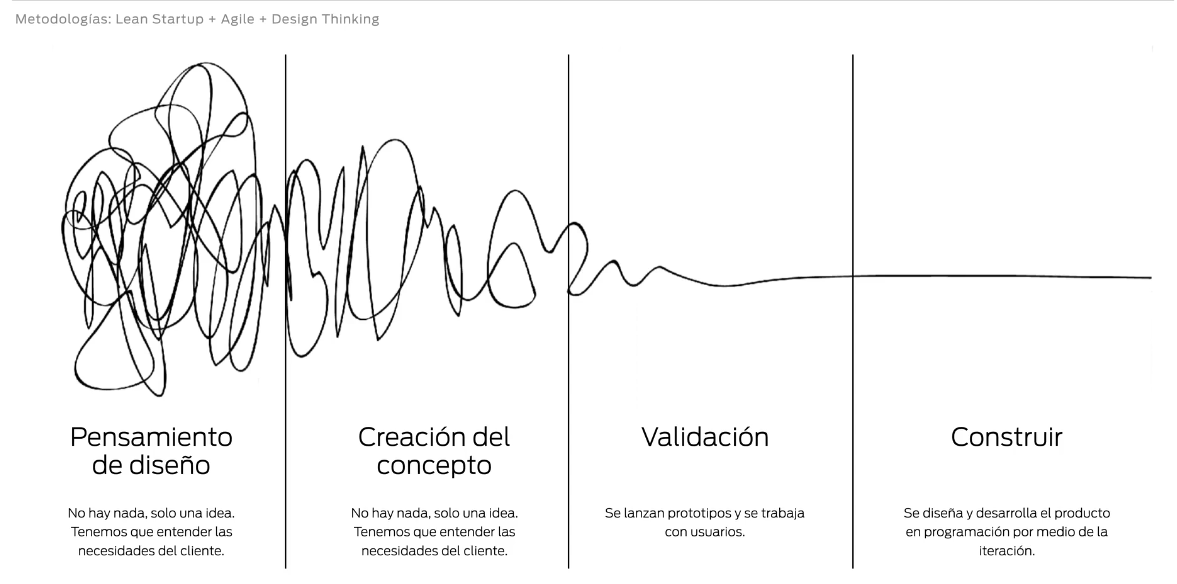 Metodologías: Lean Startup + Agile + Design Thinking
Pensamiento
de diseño
No hay nada, solo una idea.
Tenemos que entender las
necesidades del cliente.
Creación del
concepto
No hay nada, solo una idea.
Tenemos que entender las
necesidades del cliente.
Validación
Se lanzan prototipos y se trabaja
con usuarios.
Construir
Se diseña y desarrolla el producto
en programación por medio de la
iteración.